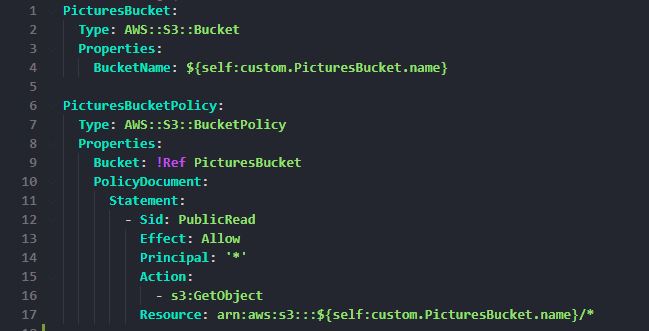 1 PicturesBucket:
2   Type: AWS::S3::Bucket
3   Properties:
4     BucketName: ${self:custom.PicturesBucket.name}
5
6 PicturesBucketPolicy:
7   Type: AWS::S3::BucketPolicy
8   Properties:
9     Bucket: !Ref PicturesBucket
10     PolicyDocument:
11       Statement:
12         - Sid: PublicRead
13           Effect: Allow
14           Principal: '*'
15           Action:
16             - s3:GetObject
17           Resource: arn:aws:s3:::${self:custom.PicturesBucket.name}/*